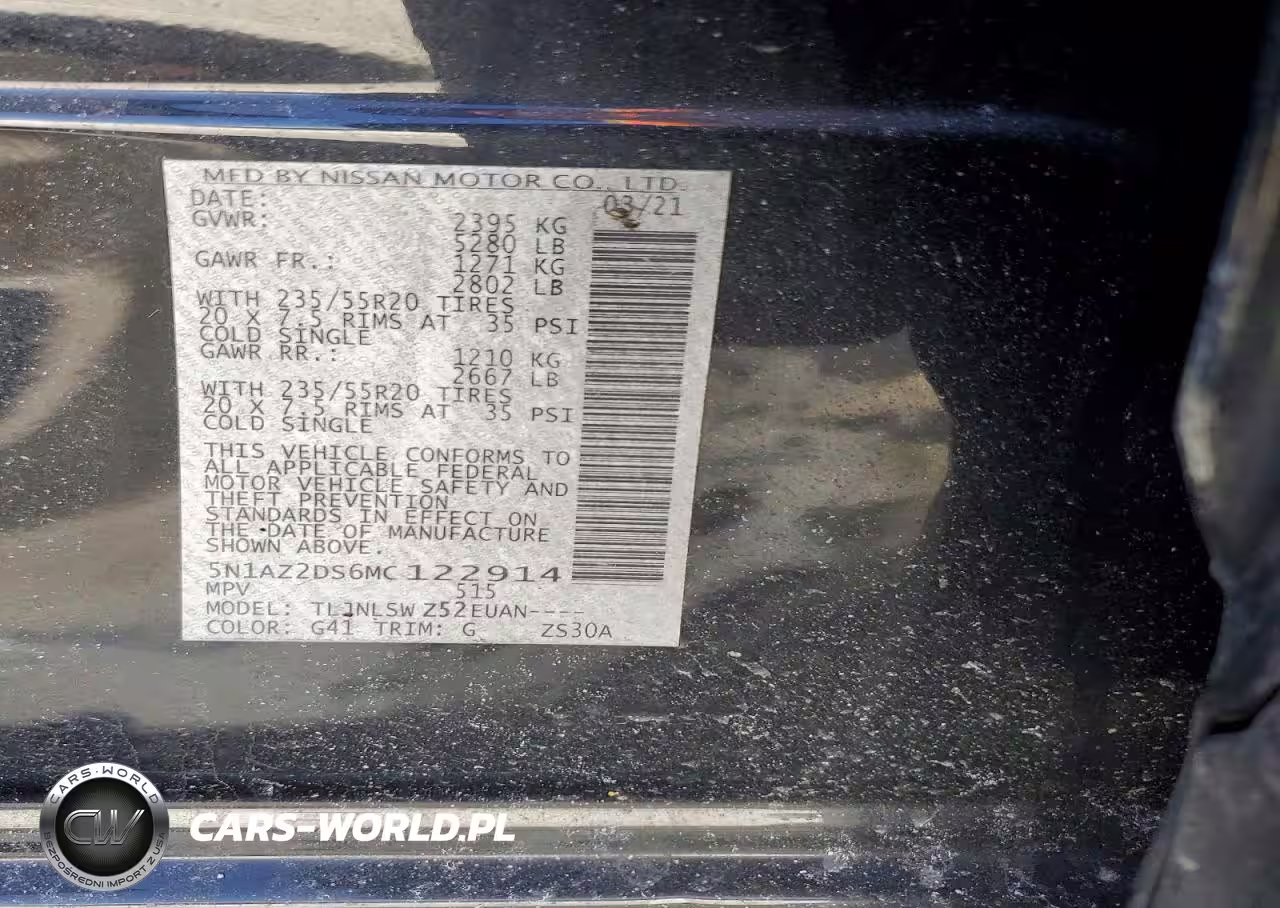 MFD BY NISSAN MOTOR CO., LTD.
DATE: 03/21
GVWR: 2395 KG
5280 LB
GAWR FR.: 1271 KG
2802 LB
WITH 235/55R20 TIRES
20 X 7.5 RIMS AT 35 PSI
COLD SINGLE
GAWR RR.: 1210 KG
2667 LB
WITH 235/55R20 TIRES
20 X 7.5 RIMS AT 35 PSI
COLD SINGLE
THIS VEHICLE CONFORMS TO
ALL APPLICABLE FEDERAL
MOTOR VEHICLE SAFETY AND
THEFT PREVENTION
STANDARDS IN EFFECT ON
THE DATE OF MANUFACTURE
SHOWN ABOVE.
5N1AZ2DS6MC122914
MPV 515
MODEL: TLJNLSW Z52EUAN----
COLOR: G41 TRIM: G ZS30A
CARS-WORLD
CW
BEZPOŚREDNI IMPORT Z USA
CARS-WORLD.PL